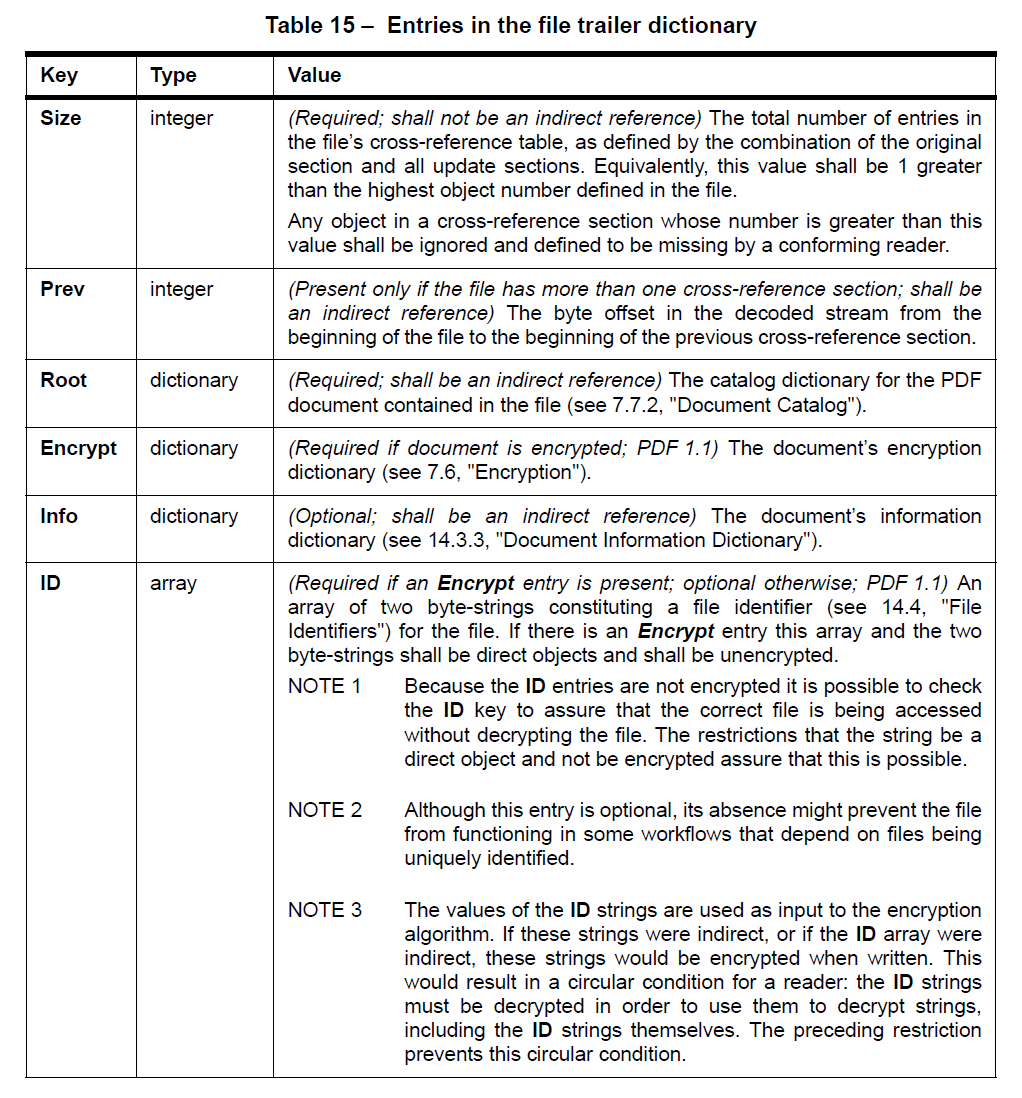 Table 15 – Entries in the file trailer dictionary
Key Type Value
Size integer (Required; shall not be an indirect reference) The total number of entries in
the file's cross-reference table, as defined by the combination of the original
section and all update sections. Equivalently, this value shall be 1 greater
than the highest object number defined in the file.
Any object in a cross-reference section whose number is greater than this
value shall be ignored and defined to be missing by a conforming reader.
Prev integer (Present only if the file has more than one cross-reference section; shall be
an indirect reference) The byte offset in the decoded stream from the
beginning of the file to the beginning of the previous cross-reference section.
Root dictionary (Required; shall be an indirect reference) The catalog dictionary for the PDF
document contained in the file (see 7.7.2, "Document Catalog").
Encrypt dictionary (Required if document is encrypted; PDF 1.1) The document's encryption
dictionary (see 7.6, "Encryption").
Info dictionary (Optional; shall be an indirect reference) The document's information
dictionary (see 14.3.3, "Document Information Dictionary").
ID array (Required if an Encrypt entry is present; optional otherwise; PDF 1.1) An
array of two byte-strings constituting a file identifier (see 14.4, "File
Identifiers") for the file. If there is an Encrypt entry this array and the two
byte-strings shall be direct objects and shall be unencrypted.
NOTE 1 Because the ID entries are not encrypted it is possible to check
the ID key to assure that the correct file is being accessed
without decrypting the file. The restrictions that the string be a
direct object and not be encrypted assure that this is possible.
NOTE 2 Although this entry is optional, its absence might prevent the file
from functioning in some workflows that depend on files being
uniquely identified.
NOTE 3 The values of the ID strings are used as input to the encryption
algorithm. If these strings were indirect, or if the ID array were
indirect, these strings would be encrypted when written. This
would result in a circular condition for a reader: the ID strings
must be decrypted in order to use them to decrypt strings,
including the ID strings themselves. The preceding restriction
prevents this circular condition.